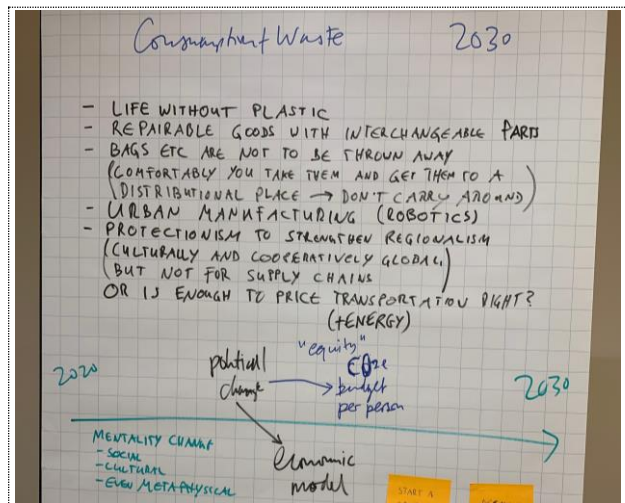 Consumption & Waste 2030
- LIFE WITHOUT PLASTIC
- REPAIRABLE GOODS WITH INTERCHANGEABLE PARTS
- BAGS ETC ARE NOT TO BE THROWN AWAY
(COMFORTABLY YOU TAKE THEM AND GET THEM TO A
DISTRIBUTIONAL PLACE → DON'T CARRY AROUND)
- URBAN MANUFACTURING (ROBOTICS)
- PROTECTIONISM TO STRENGTHEN REGIONALISM
(CULTURALLY AND COOPERATIVELY GLOBAL,
BUT NOT FOR SUPPLY CHAINS)
OR IS ENOUGH TO PRICE TRANSPORTATION RIGHT?
(+ENERGY)
2020
political
change
"equity"
CO2e
budget
per person
2030
MENTALITY CHANGE
- SOCIAL
- CULTURAL
- EVEN METAPHYSICAL
economic
model
START A